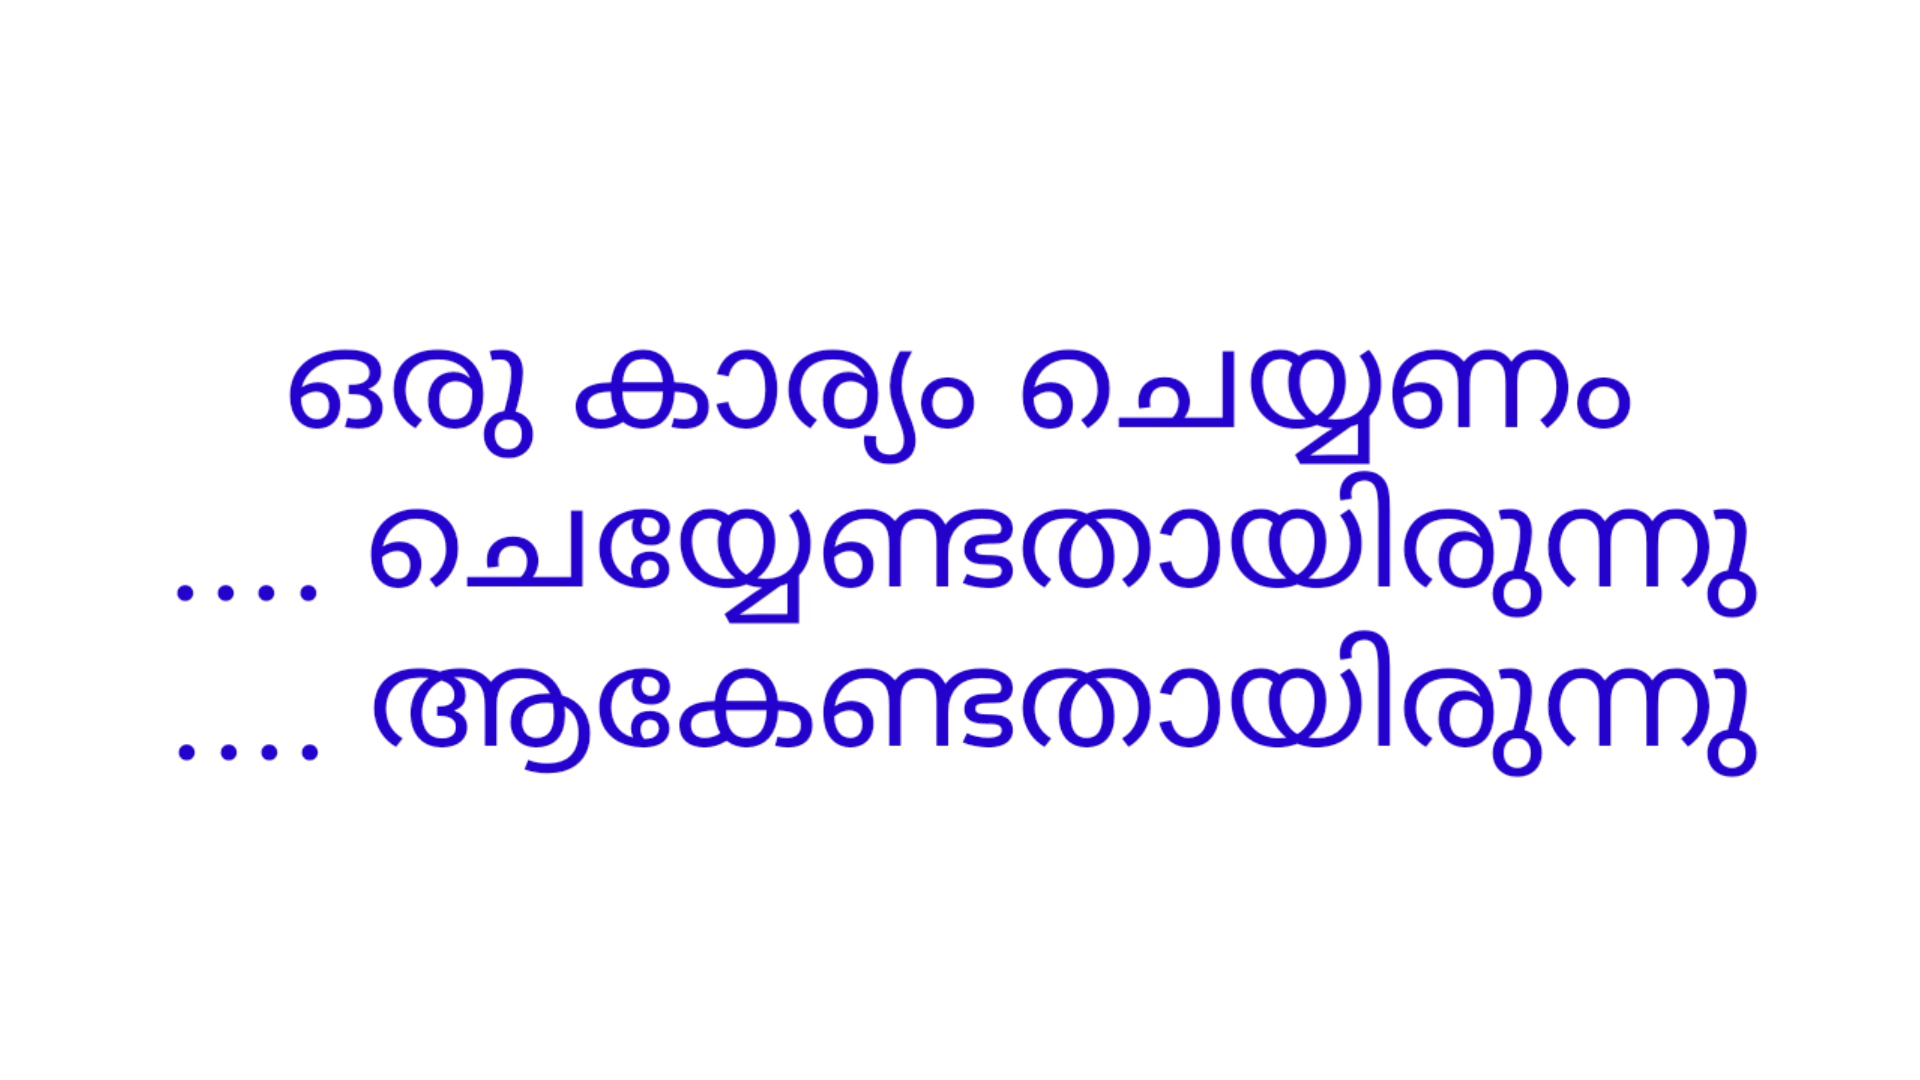 ഒരു കാര്യം ചെയ്യണം
.... ചെയ്യേണ്ടതായിരുന്നു
.... ആകേണ്ടതായിരുന്നു